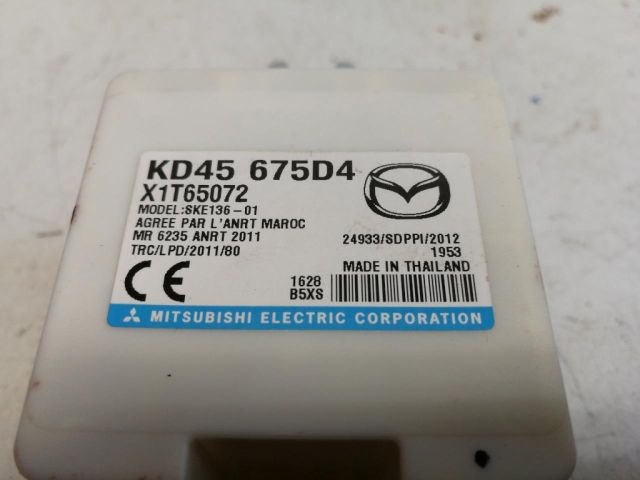 KD45 675D4
X1T65072
MODEL:SKE136-01
AGREE PAR L'ANRT MAROC
MR 6235 ANRT 2011
TRC/LPD/2011/80
24933/SDPPI/2012
1953
MADE IN THAILAND
CE
1628
B5XS
MITSUBISHI ELECTRIC CORPORATION